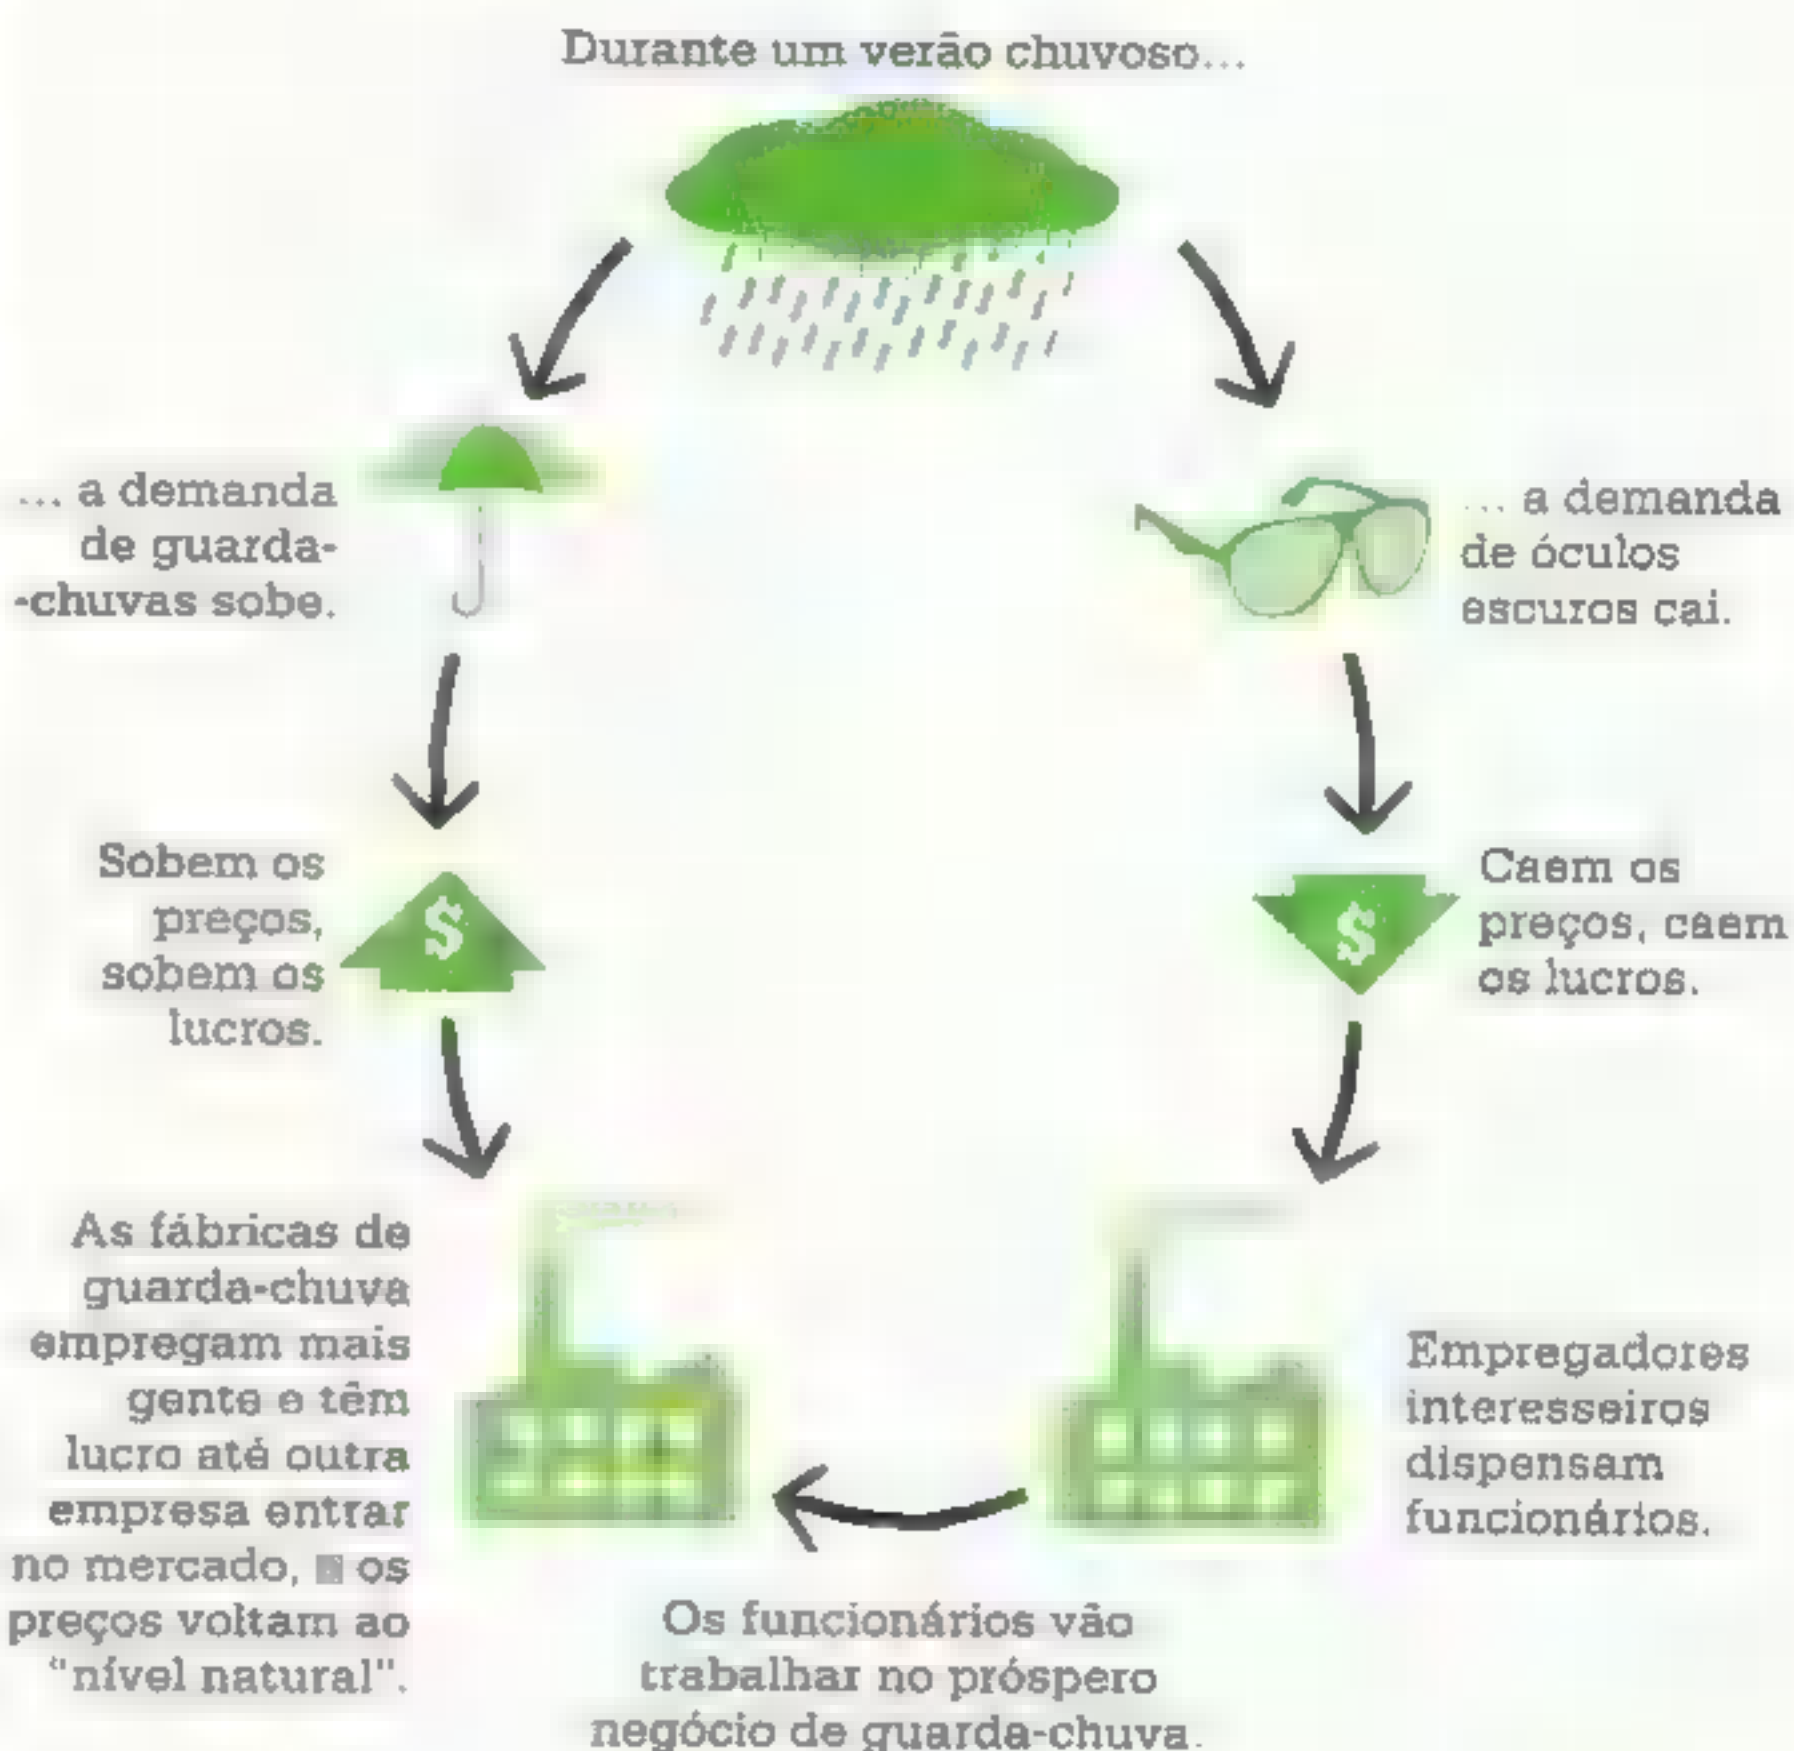 Durante um verão chuvoso...
... a demanda
de guarda-
-chuvas sobe.
... a demanda
de óculos
escuros cai.
Sobem os
preços,
sobem os
lucros.
Caem os
preços, caem
os lucros.
As fábricas de
guarda-chuva
empregam mais
gente e têm
lucro até outra
empresa entrar
no mercado, os
preços voltam ao
"nível natural".
Empregadores
interesseiros
dispensam
funcionários.
Os funcionários vão
trabalhar no próspero
negócio de guarda-chuva.